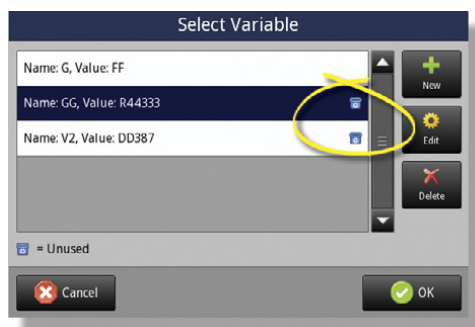 Select Variable
Name: G, Value: FF
Name: GG, Value: R44333
Name: V2, Value: DD387
New
Edit
Delete
= Unused
Cancel
OK